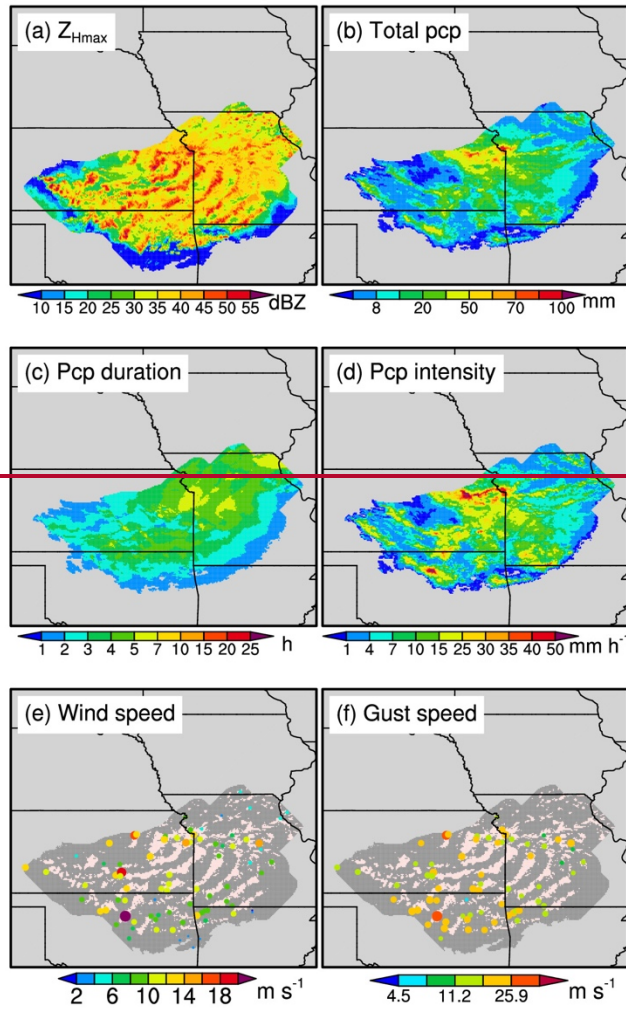 (a) Z_Hmax (b) Total pcp
10 15 20 25 30 35 40 45 50 55 dBZ 8 20 50 70 100 mm
(c) Pcp duration (d) Pcp intensity
1 2 3 4 5 7 10 15 20 25 h 1 4 7 10 15 25 35 40 50 mm h⁻¹
(e) Wind speed (f) Gust speed
2 6 10 14 18 m s⁻¹ 4.5 11.2 25.9 m s⁻¹